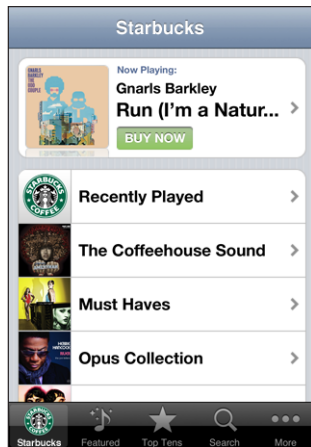 Starbucks
GNARLS
BARKLEY
THE
ODD
COUPLE
Now Playing:
Gnarls Barkley
Run (I'm a Natur...
BUY NOW
STARBUCKS
COFFEE
Recently Played
The Coffeehouse Sound
Must Haves
HERBIE
HANCOCK
Opus Collection
Starbucks
Featured
Top Tens
Search
More